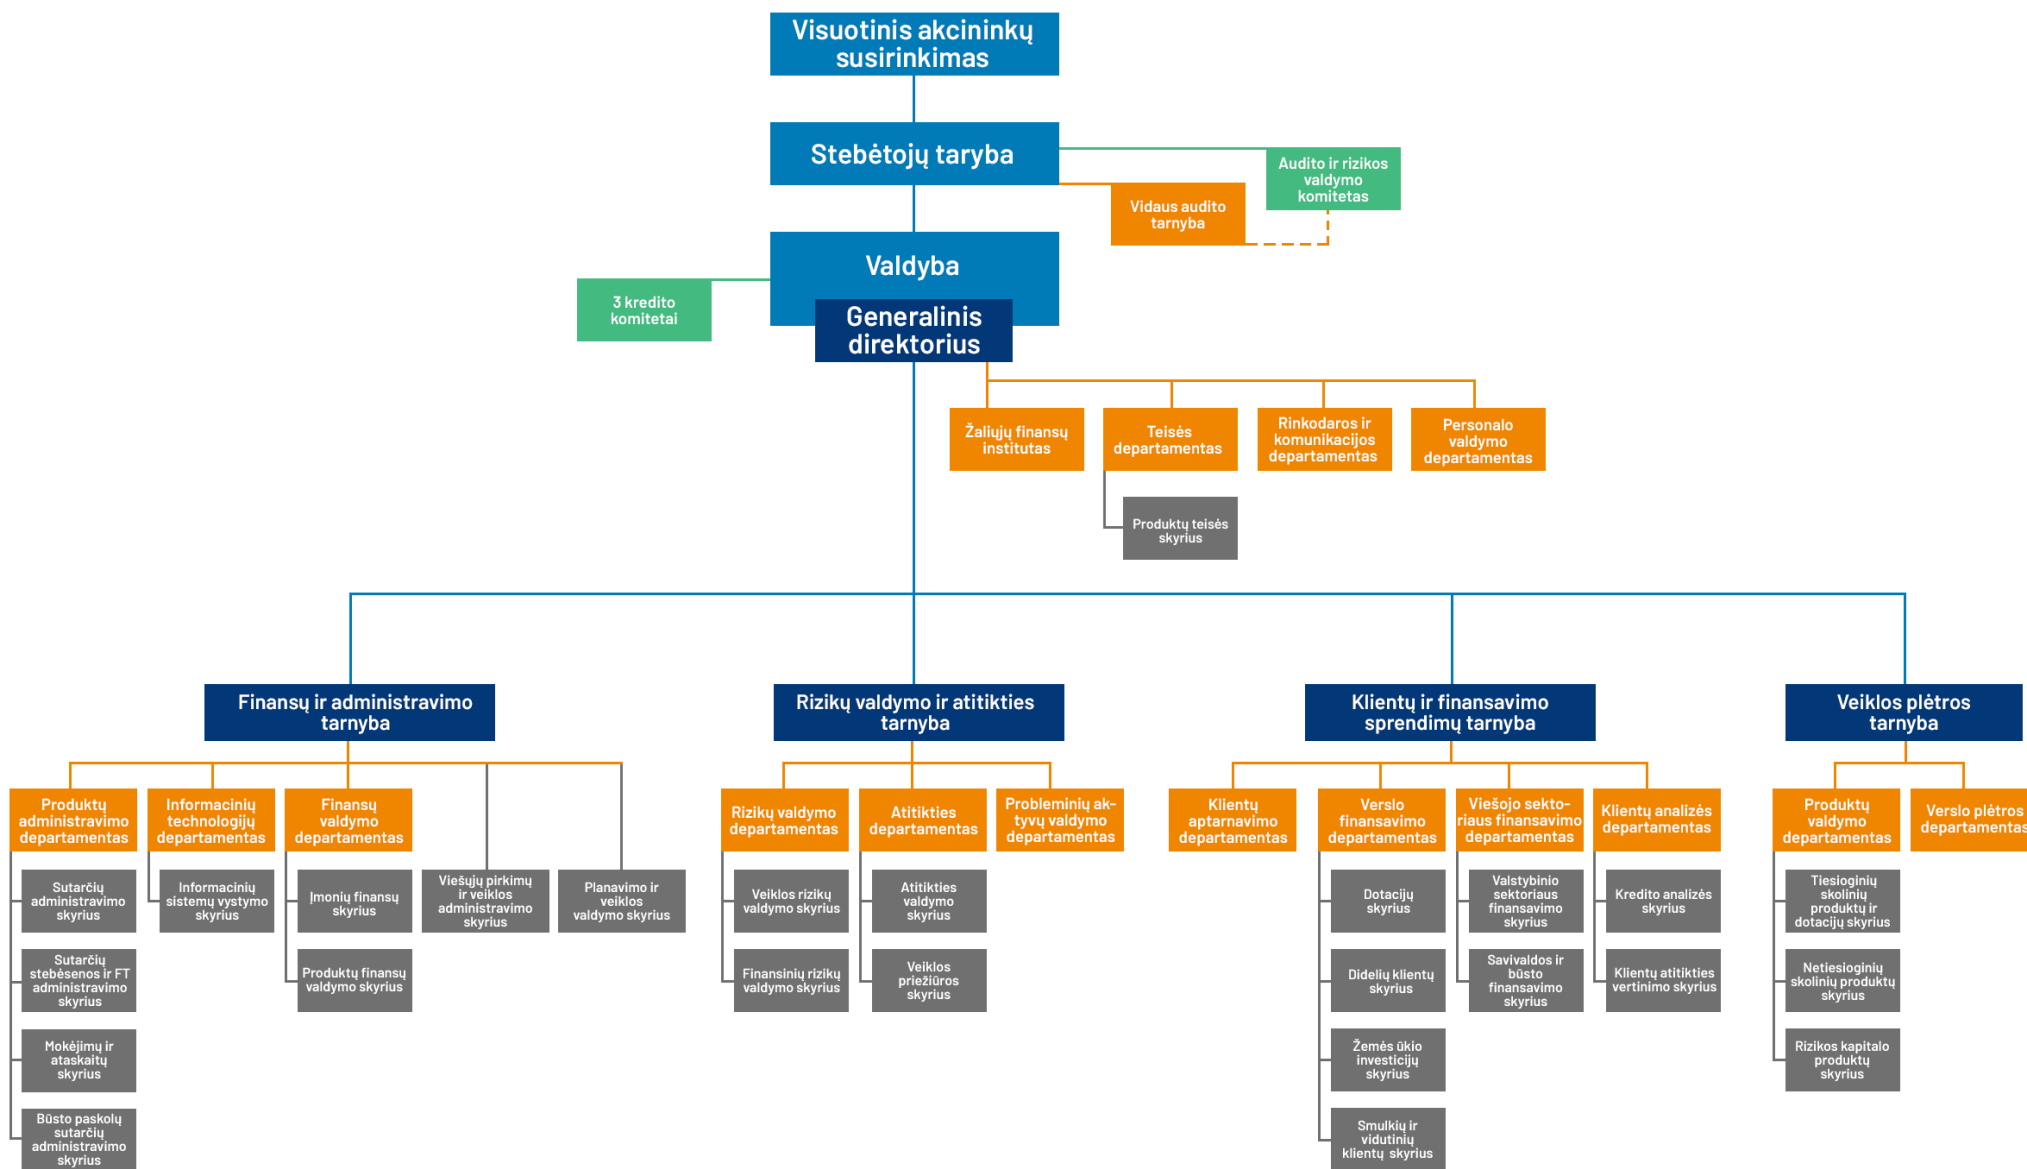 Visuotinis akcininkų
susirinkimas
Stebėtojų taryba
Audito ir rizikos
valdymo
komitetas
Vidaus audito
tarnyba
Valdyba
3 kredito
komitetai
Generalinis
direktorius
Žaliųjų finansų
institutas
Teisės
departamentas
Rinkodaros ir
komunikacijos
departamentas
Personalo
valdymo
departamentas
Produktų teisės
skyrius
Finansų ir administravimo
tarnyba
Rizikų valdymo ir atitikties
tarnyba
Klientų ir finansavimo
sprendimų tarnyba
Veiklos plėtros
tarnyba
Produktų
administravimo
departamentas
Informacinių
technologijų
departamentas
Finansų
valdymo
departamentas
Rizikų valdymo
departamentas
Atitikties
departamentas
Probleminių ak-
tyvų valdymo
departamentas
Klientų
aptarnavimo
departamentas
Verslo
finansavimo
departamentas
Viešojo sekto-
riaus finansavimo
departamentas
Klientų analizės
departamentas
Produktų
valdymo
departamentas
Verslo plėtros
departamentas
Sutarčių
administravimo
skyrius
Informacinių
sistemų vystymo
skyrius
Įmonių finansų
skyrius
Viešųjų pirkimų
ir veiklos
administravimo
skyrius
Planavimo ir
veiklos
valdymo skyrius
Veiklos rizikų
valdymo skyrius
Atitikties
valdymo
skyrius
Dotacijų
skyrius
Valstybinio
sektoriaus
finansavimo
skyrius
Kredito analizės
skyrius
Tiesioginių
skolinių
produktų ir
dotacijų skyrius
Sutarčių
stebėsenos ir FT
administravimo
skyrius
Produktų finansų
valdymo skyrius
Finansinių rizikų
valdymo skyrius
Veiklos
priežiūros
skyrius
Didelių klientų
skyrius
Savivaldos ir
būsto
finansavimo
skyrius
Klientų atitikties
vertinimo skyrius
Netiesioginių
skolinių produktų
skyrius
Mokėjimų ir
ataskaitų
skyrius
Žemės ūkio
investicijų
skyrius
Rizikos kapitalo
produktų
skyrius
Būsto paskolų
sutarčių
administravimo
skyrius
Smulkių ir
vidutinių
klientų skyrius